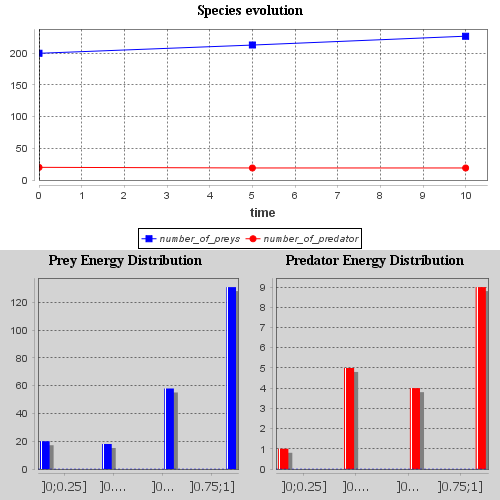 Species evolution
200
150
100
50
0
0 1 2 3 4 5 6 7 8 9 10
time
number_of_preys number_of_predator
Prey Energy Distribution
120
100
80
60
40
20
0
]0;0.25] ]0.... ]0... ]0.75;1]
Predator Energy Distribution
9
8
7
6
5
4
3
2
1
0
]0;0.25] ]0.... ]0... ]0.75;1]